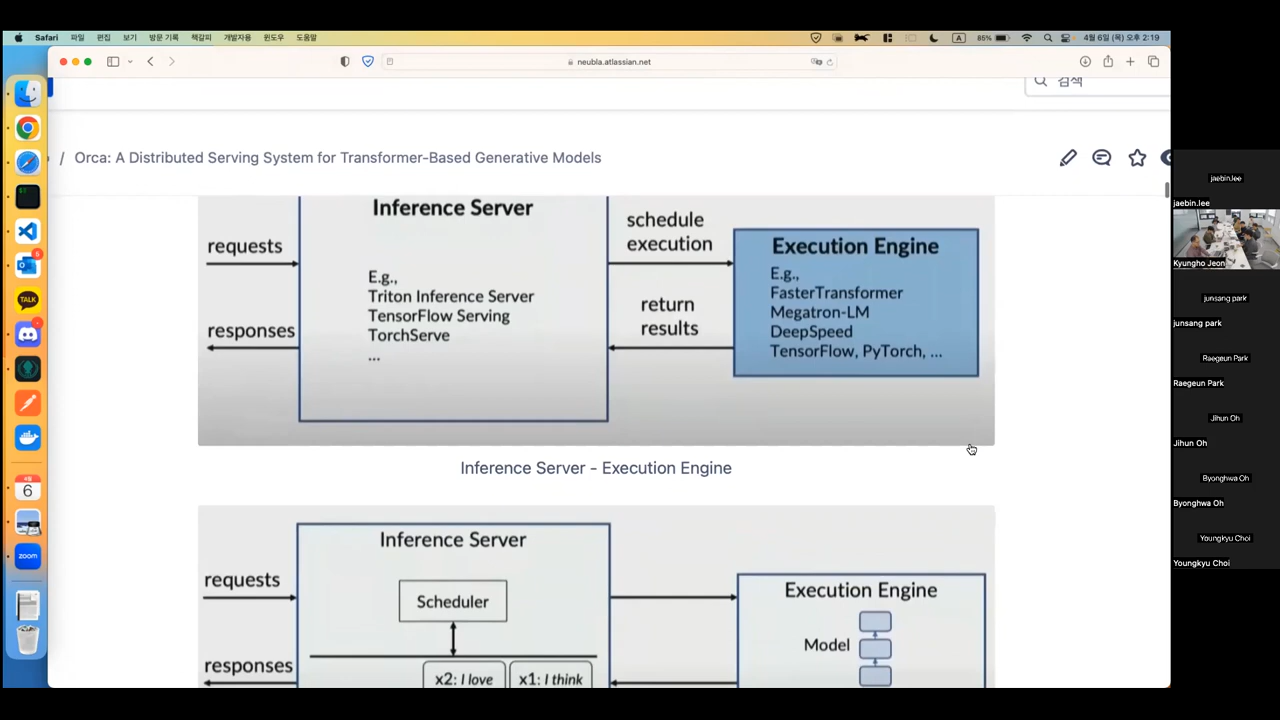 Safari 파일 편집 보기 방문 기록 책갈피 개발자용 윈도우 도움말
A 85% 4월 6일 (목) 오후 2:19
neubla.atlassian.net
검색
/ Orca: A Distributed Serving System for Transformer-Based Generative Models
Inference Server
requests
E.g.,
Triton Inference Server
TensorFlow Serving
TorchServe
...
responses
schedule
execution
return
results
Execution Engine
E.g.,
FasterTransformer
Megatron-LM
DeepSpeed
TensorFlow, PyTorch, ...
Inference Server - Execution Engine
Inference Server
requests
Scheduler
responses
x2: I love
x1: I think
Execution Engine
Model
TALK
6
zoom
jaebin.lee
jaebin.lee
Kyungho Jeon
junsang park
junsang park
Raegeun Park
Raegeun Park
Jihun Oh
Jihun Oh
Byonghwa Oh
Byonghwa Oh
Youngkyu Choi
Youngkyu Choi